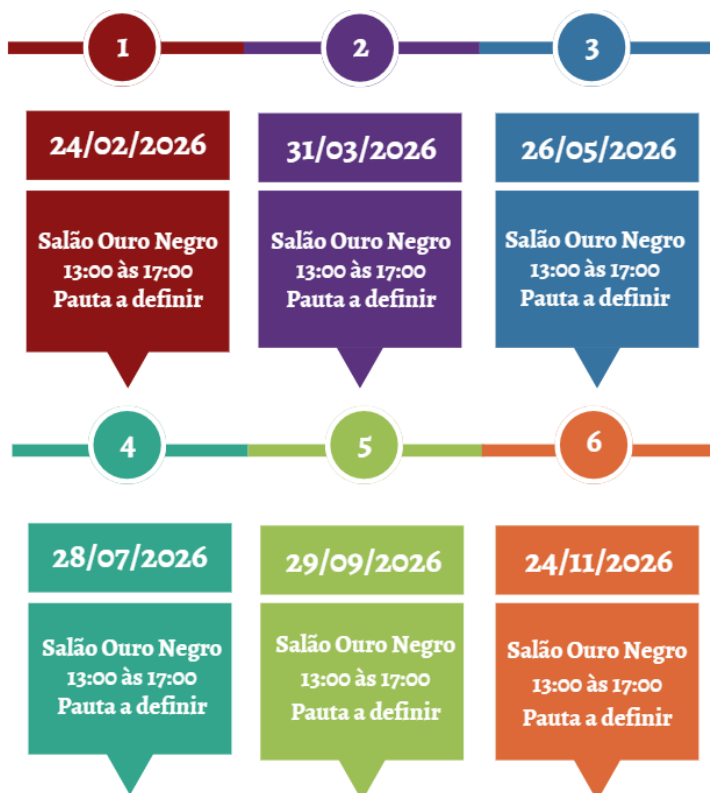 1
2
3
24/02/2026
31/03/2026
26/05/2026
Salão Ouro Negro
13:00 às 17:00
Pauta a definir
Salão Ouro Negro
13:00 às 17:00
Pauta a definir
Salão Ouro Negro
13:00 às 17:00
Pauta a definir
4
5
6
28/07/2026
29/09/2026
24/11/2026
Salão Ouro Negro
13:00 às 17:00
Pauta a definir
Salão Ouro Negro
13:00 às 17:00
Pauta a definir
Salão Ouro Negro
13:00 às 17:00
Pauta a definir